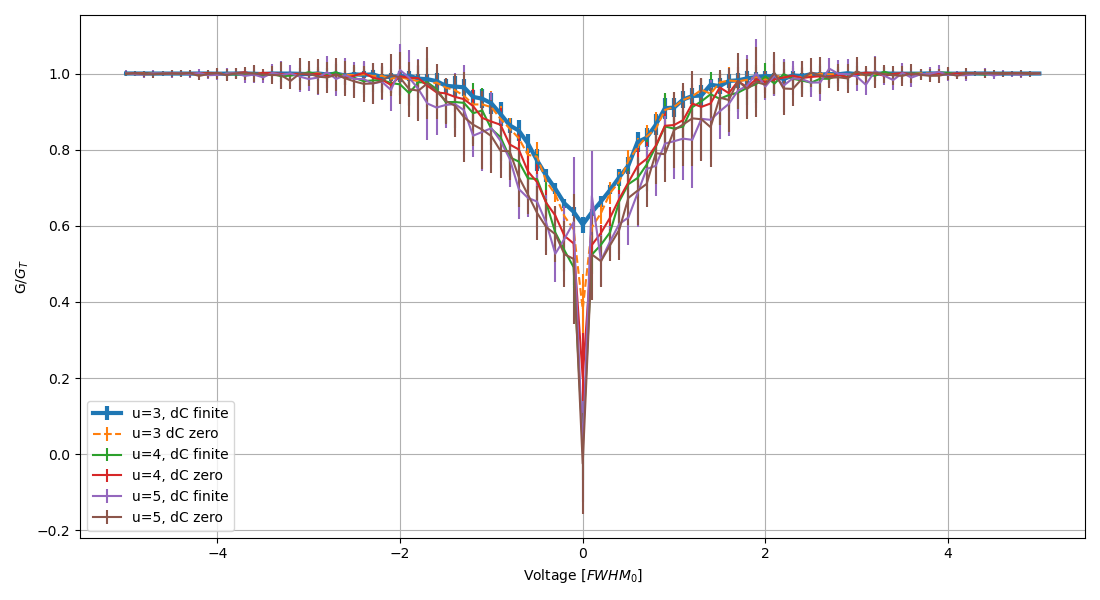 1.0
0.8
0.6
0.4
0.2
0.0
−0.2
G/G_T
u=3, dC finite
u=3 dC zero
u=4, dC finite
u=4, dC zero
u=5, dC finite
u=5, dC zero
−4 −2 0 2 4
Voltage [FWHM_0]